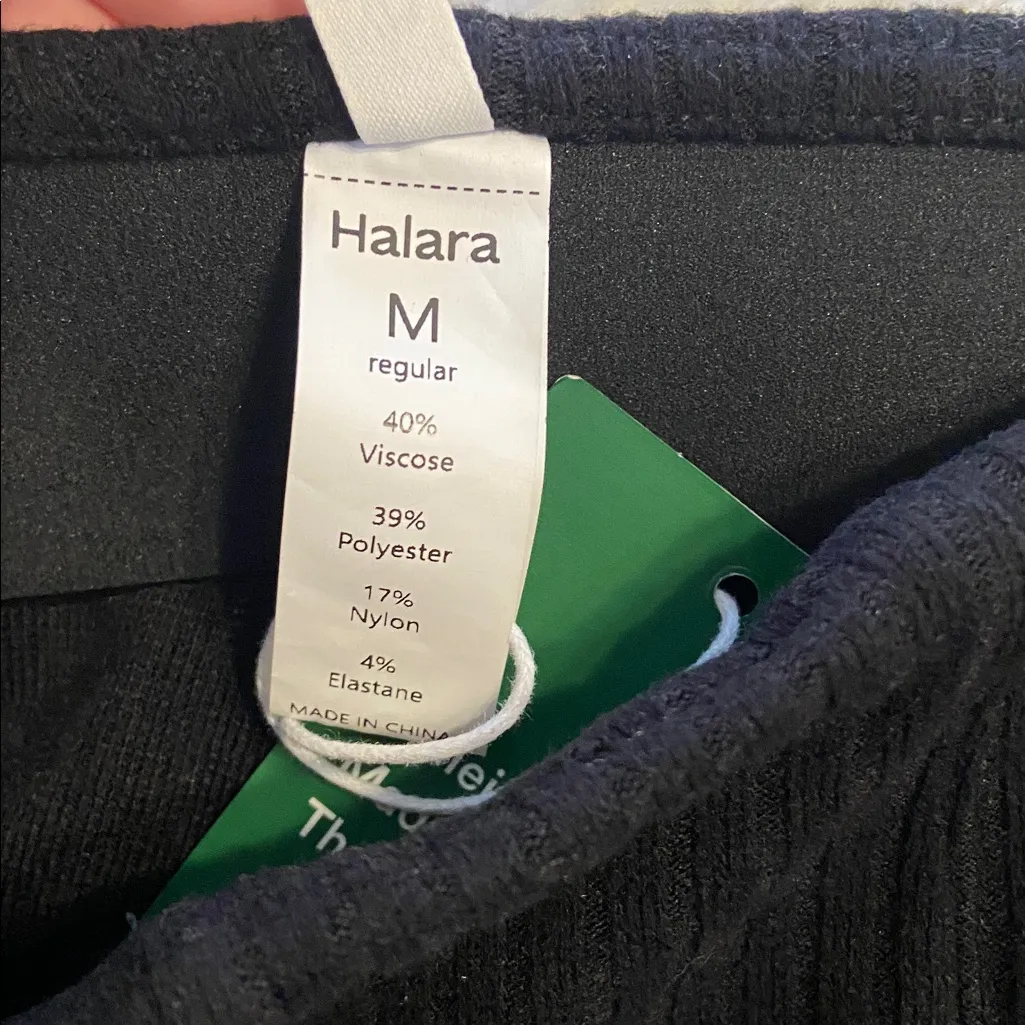 Halara
M
regular
40%
Viscose
39%
Polyester
17%
Nylon
4%
Elastane
MADE IN CHINA